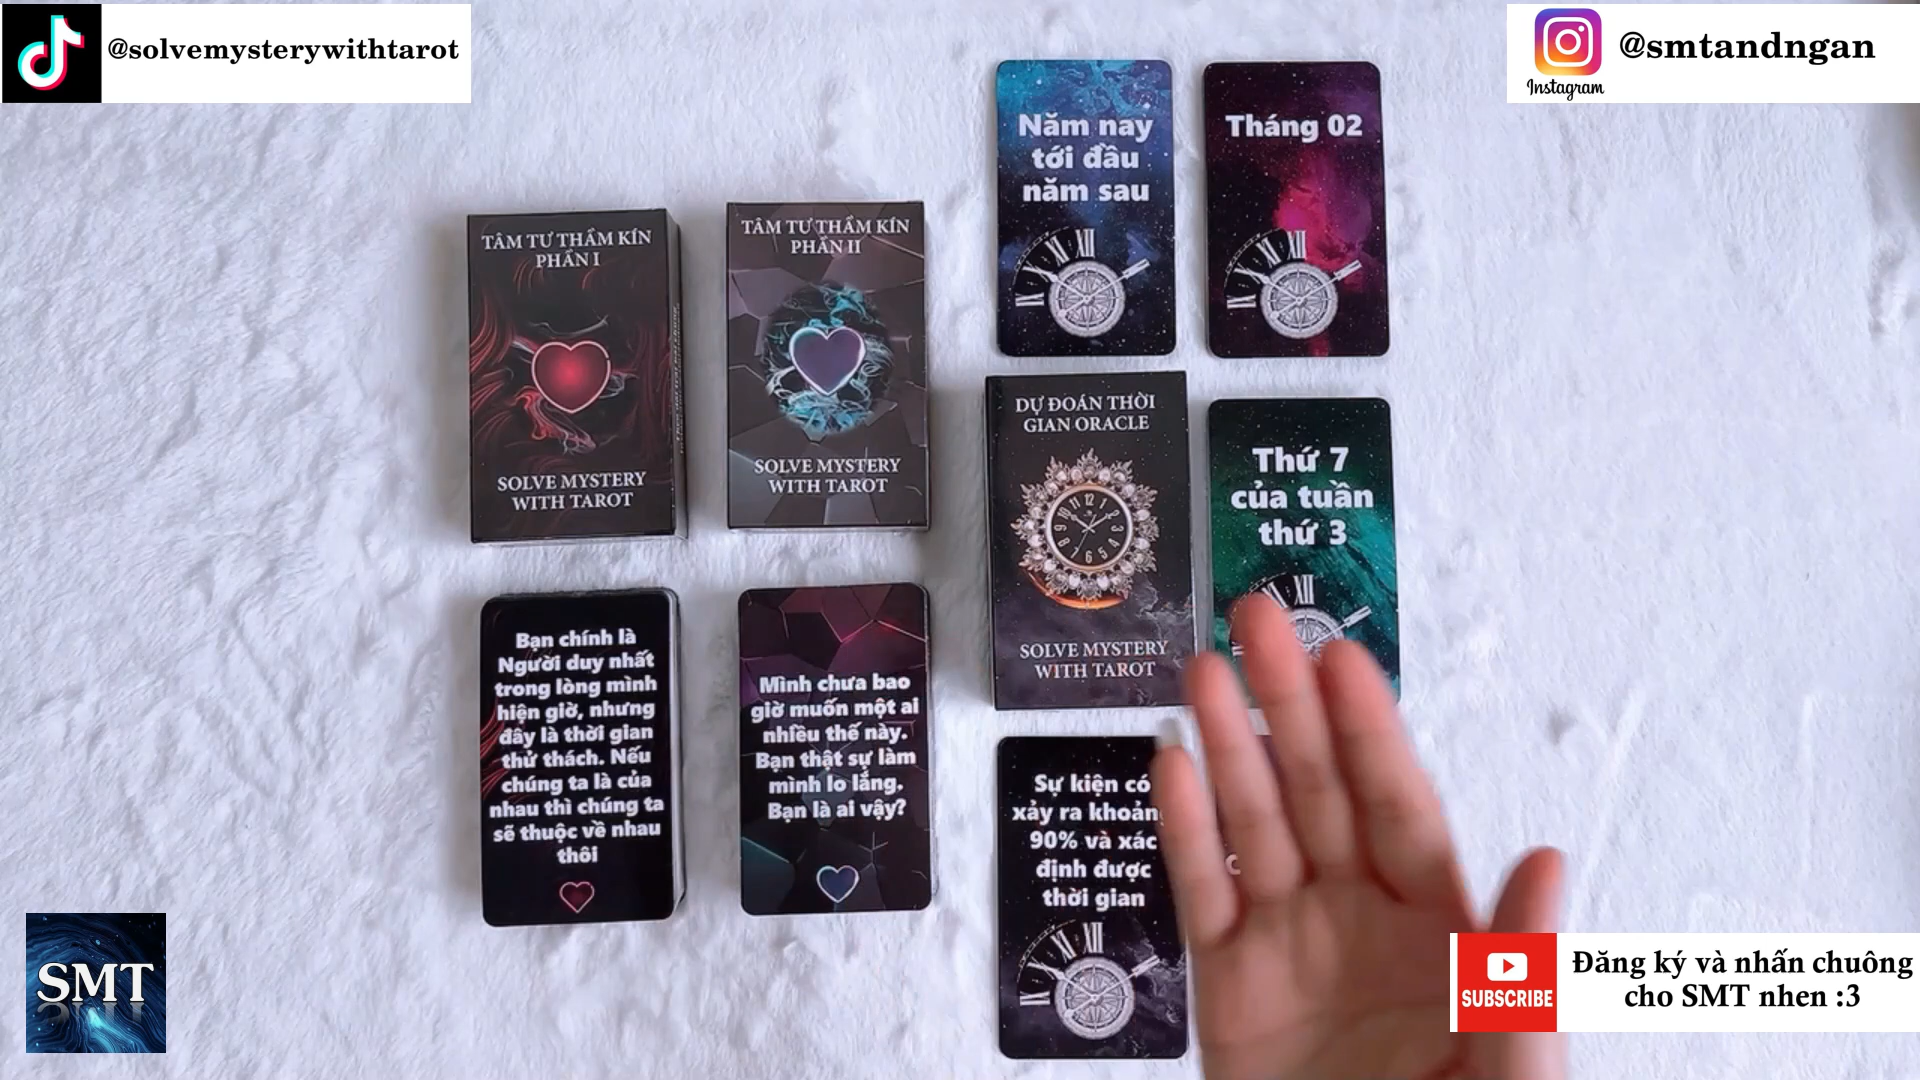 @solvemysterywithtarot
Instagram
@smtandngan
TÂM TƯ THẦM KÍN
PHẦN I
SOLVE MYSTERY
WITH TAROT
TÂM TƯ THẦM KÍN
PHẦN II
SOLVE MYSTERY
WITH TAROT
Năm nay
tới đầu
năm sau
Tháng 02
DỰ ĐOÁN THỜI
GIAN ORACLE
SOLVE MYSTERY
WITH TAROT
Thứ 7
của tuần
thứ 3
Bạn chính là
Người duy nhất
trong lòng mình
hiện giờ, nhưng
đây là thời gian
thử thách. Nếu
chúng ta là của
nhau thì chúng ta
sẽ thuộc về nhau
thôi
Mình chưa bao
giờ muốn một ai
nhiều thế này.
Bạn thật sự làm
mình lo lắng.
Bạn là ai vậy?
Sự kiện có
xảy ra khoảng
90% và xác
định được
thời gian
SMT
SUBSCRIBE
Đăng ký và nhấn chuông
cho SMT nhen :3